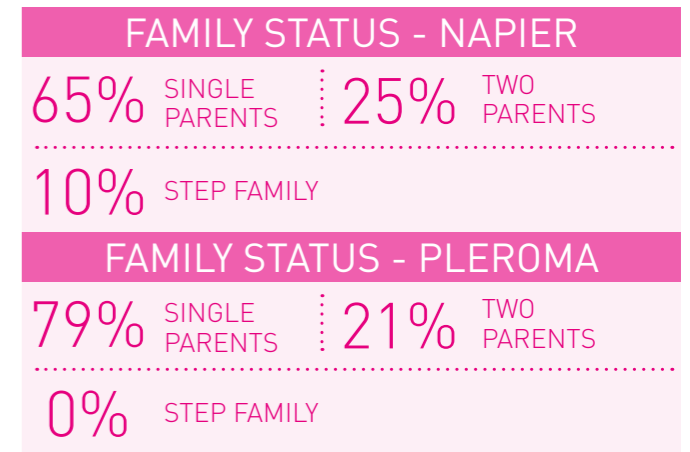 FAMILY STATUS - NAPIER
65% SINGLE PARENTS
25% TWO PARENTS
10% STEP FAMILY
FAMILY STATUS - PLEROMA
79% SINGLE PARENTS
21% TWO PARENTS
0% STEP FAMILY